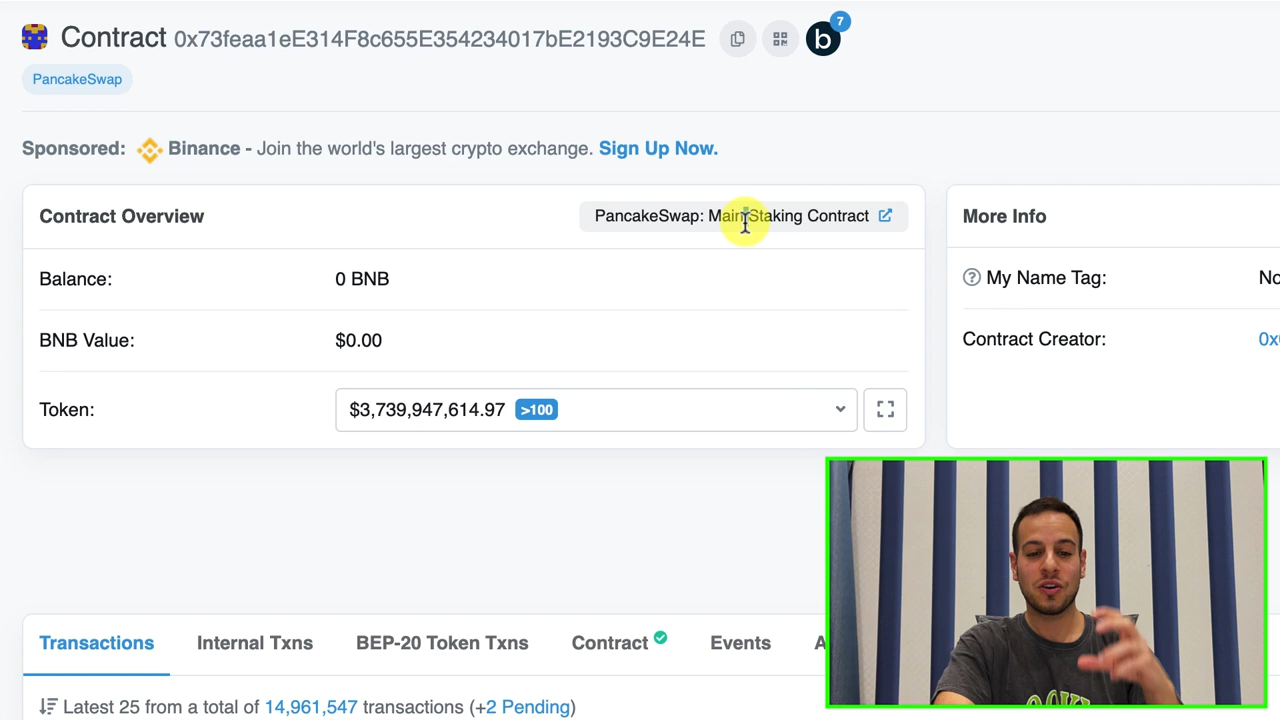 Contract 0x73feaa1eE314F8c655E354234017bE2193C9E24E
b
7
PancakeSwap
Sponsored: Binance - Join the world's largest crypto exchange. Sign Up Now.
Contract Overview
PancakeSwap: Main Staking Contract
Balance: 0 BNB
BNB Value: $0.00
Token: $3,739,947,614.97 >100
More Info
My Name Tag:
Contract Creator:
Transactions Internal Txns BEP-20 Token Txns Contract Events
Latest 25 from a total of 14,961,547 transactions (+2 Pending)